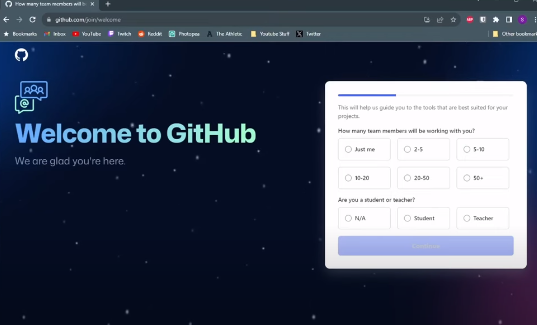 How many team members will be
github.com/join/welcome
Bookmarks Inbox YouTube Twitch Reddit Photopea The Athletic Youtube Stuff Twitter Other bookmark
Welcome to GitHub
We are glad you're here.
This will help us guide you to the tools that are best suited for your
projects.
How many team members will be working with you?
Just me 2-5 5-10
10-20 20-50 50+
Are you a student or teacher?
N/A Student Teacher
Continue